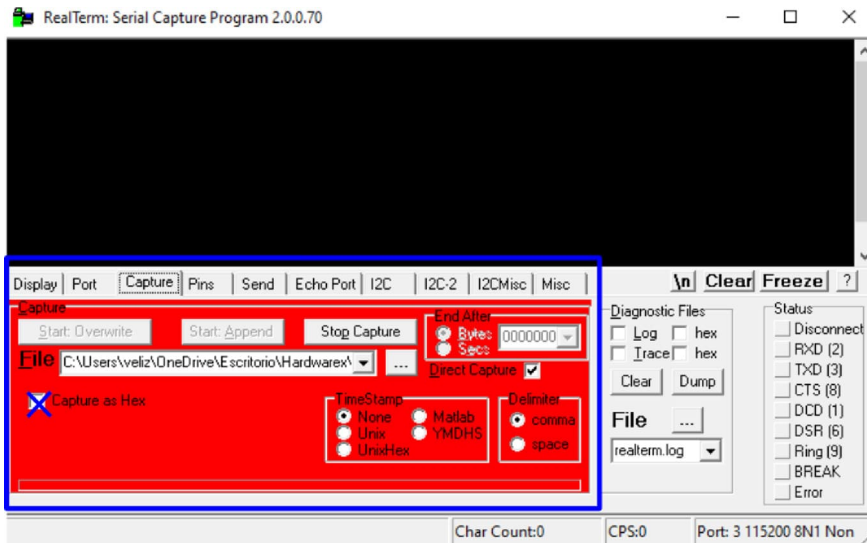 RealTerm: Serial Capture Program 2.0.0.70
Display Port Capture Pins Send Echo Port I2C I2C-2 I2CMisc Misc
\n Clear Freeze ?
Capture
Start: Overwrite Start: Append Stop Capture
End After
Bytes
Secs
0000000
File C:\Users\veliz\OneDrive\Escritorio\Hardwarex\ ...
Direct Capture
Capture as Hex
TimeStamp
None Matlab
Unix YMDHS
UnixHex
Delimiter
comma
space
Diagnostic Files
Log hex
Trace hex
Clear Dump
File ...
realterm.log
Status
Disconnect
RXD (2)
TXD (3)
CTS (8)
DCD (1)
DSR (6)
Ring (9)
BREAK
Error
Char Count:0 CPS:0 Port: 3 115200 8N1 Non